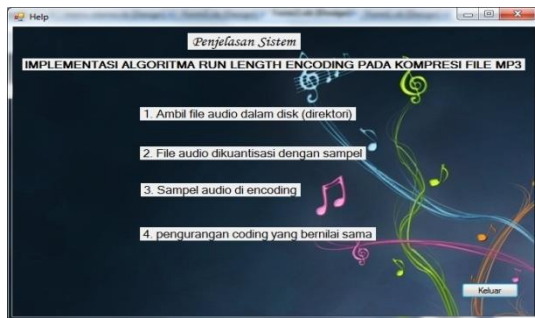 Help
Penjelasan Sistem
IMPLEMENTASI ALGORITMA RUN LENGTH ENCODING PADA KOMPRESI FILE MP3
1. Ambil file audio dalam disk (direktori)
2. File audio dikuantisasi dengan sampel
3. Sampel audio di encoding
4. pengurangan coding yang bernilai sama
Keluar